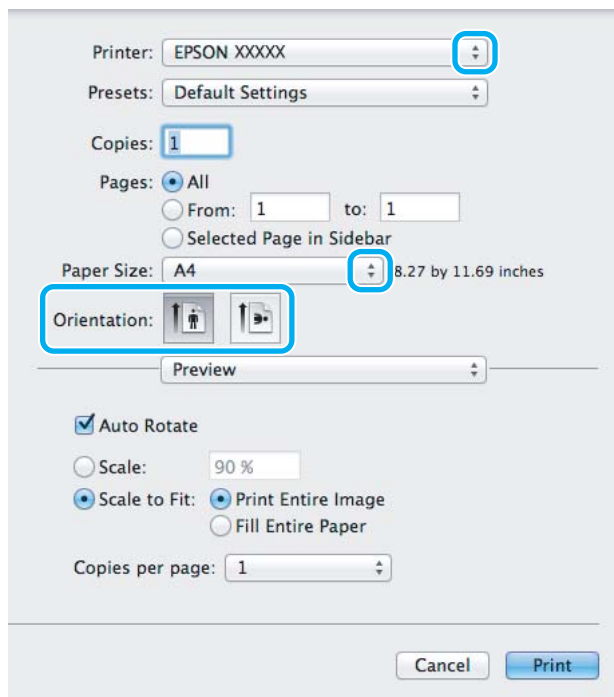 Printer: EPSON XXXXX
Presets: Default Settings
Copies: 1
Pages: All
From: 1 to: 1
Selected Page in Sidebar
Paper Size: A4 8.27 by 11.69 inches
Orientation:
Preview
Auto Rotate
Scale: 90 %
Scale to Fit: Print Entire Image
Fill Entire Paper
Copies per page: 1
Cancel Print